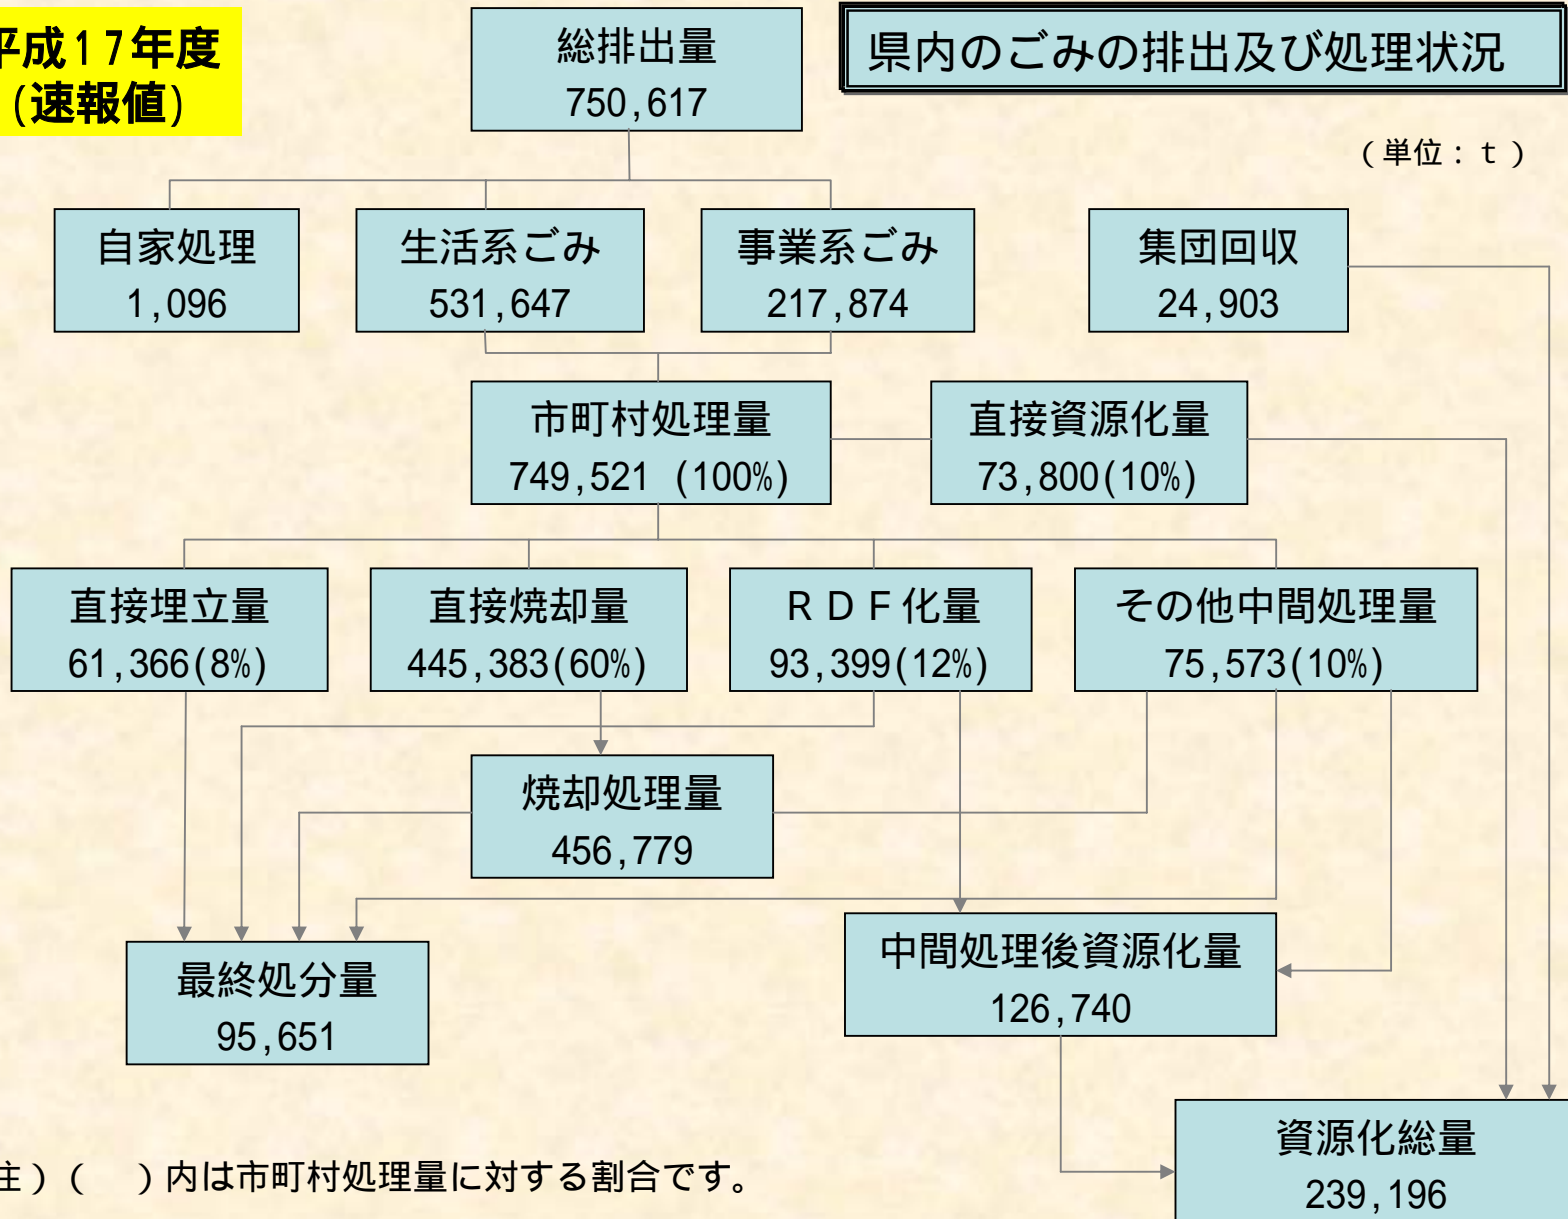 平成17年度
(速報値)
総排出量
750,617
県内のごみの排出及び処理状況
(単位:t)
自家処理
1,096
生活系ごみ
531,647
事業系ごみ
217,874
集団回収
24,903
市町村処理量
749,521 (100%)
直接資源化量
73,800(10%)
直接埋立量
61,366(8%)
直接焼却量
445,383(60%)
RDF化量
93,399(12%)
その他中間処理量
75,573(10%)
焼却処理量
456,779
中間処理後資源化量
126,740
最終処分量
95,651
資源化総量
239,196
注)(　)内は市町村処理量に対する割合です。